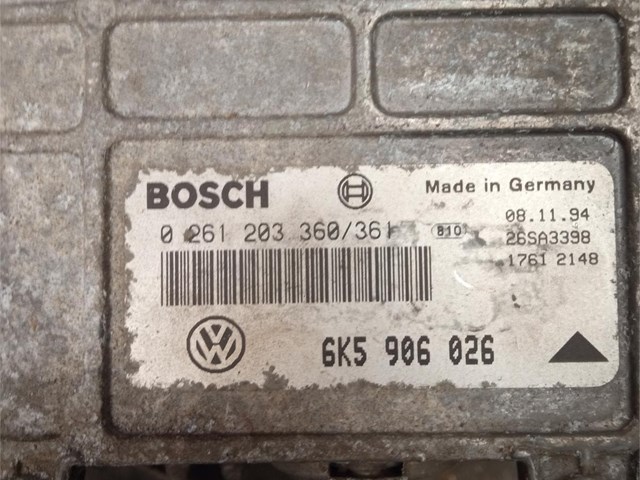 BOSCH
Made in Germany
0 261 203 360/361
810
08.11.94
26SA3398
1761 2148
6K5 906 026